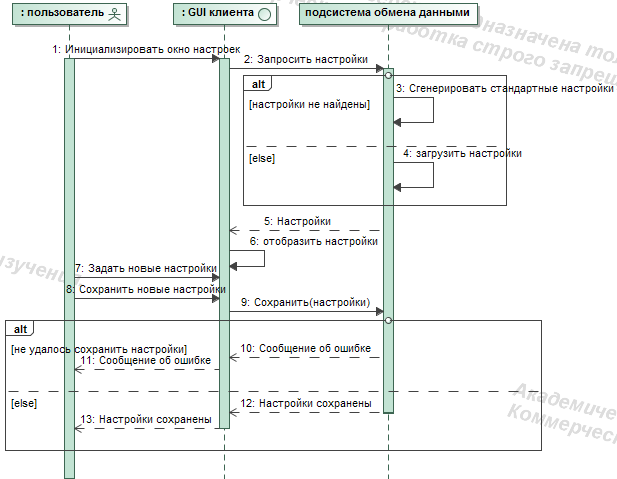 : пользователь
: GUI клиента
подсистема обмена данными
1: Инициализировать окно настроек
2: Запросить настройки
alt
3: Сгенерировать стандартные настройки
[настройки не найдены]
[else]
4: загрузить настройки
5: Настройки
6: отобразить настройки
7: Задать новые настройки
8: Сохранить новые настройки
9: Сохранить(настройки)
alt
[не удалось сохранить настройки]
10: Сообщение об ошибке
11: Сообщение об ошибке
[else]
12: Настройки сохранены
13: Настройки сохранены